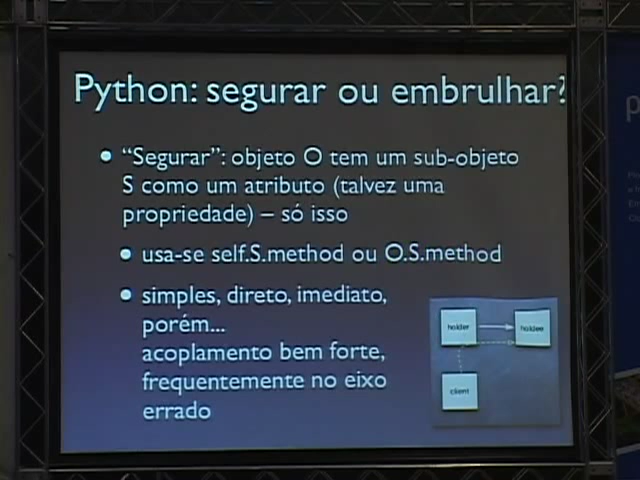 Python: segurar ou embrulhar?
• “Segurar”: objeto O tem um sub-objeto
S como um atributo (talvez uma
propriedade) – só isso
• usa-se self.S.method ou O.S.method
• simples, direto, imediato,
porém...
acoplamento bem forte,
frequentemente no eixo
errado
holder
holdee
client